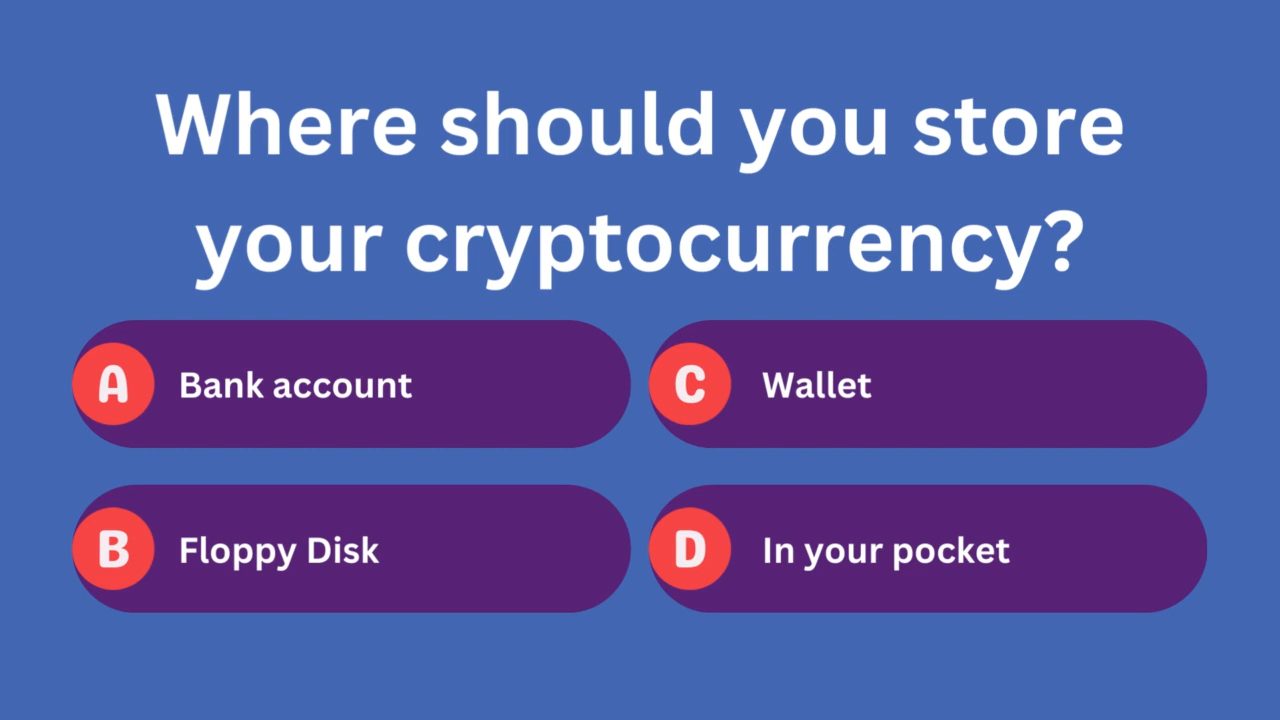 Where should you store
your cryptocurrency?
A Bank account
C Wallet
B Floppy Disk
D In your pocket